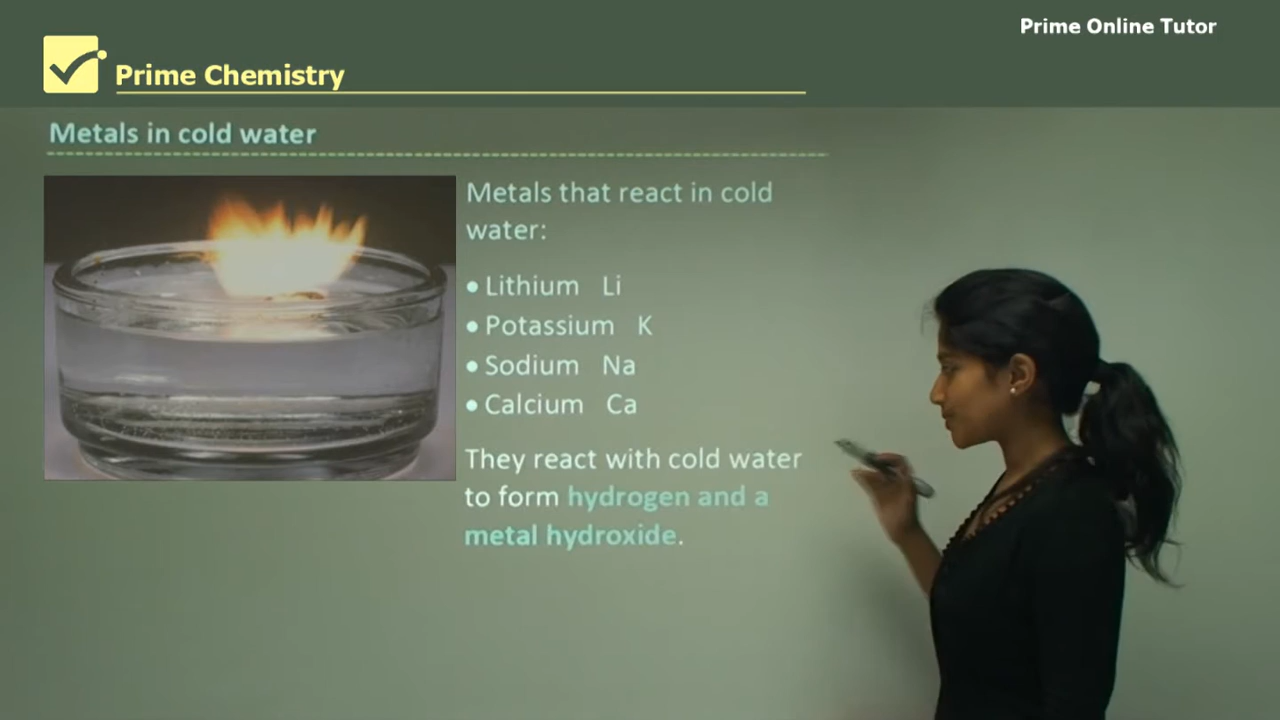 Prime Online Tutor
Prime Chemistry
Metals in cold water
Metals that react in cold
water:
• Lithium Li
• Potassium K
• Sodium Na
• Calcium Ca
They react with cold water
to form hydrogen and a
metal hydroxide.